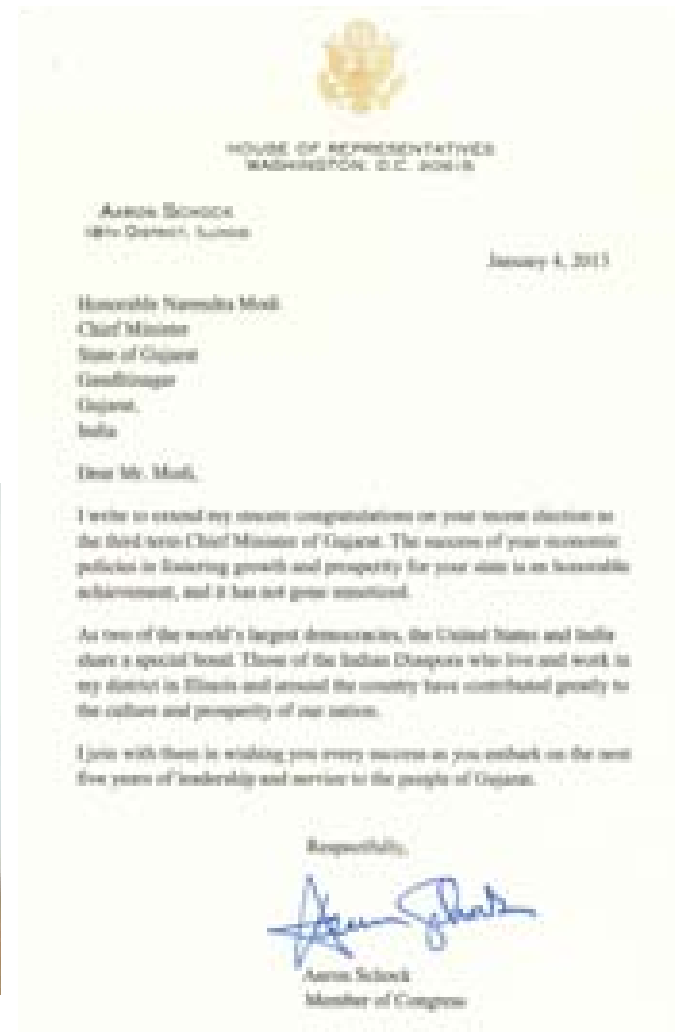 HOUSE OF REPRESENTATIVES
WASHINGTON, D.C. 20515
AARON SCHOCK
18TH DISTRICT, ILLINOIS
January 4, 2013
Honorable Narendra Modi
Chief Minister
State of Gujarat
Gandhinagar
Gujarat,
India
Dear Mr. Modi,
I write to extend my sincere congratulations on your recent election as
the third term Chief Minister of Gujarat. The success of your economic
policies in fostering growth and prosperity for your state is an honorable
achievement, and it has not gone unnoticed.
As two of the world's largest democracies, the United States and India
share a special bond. Those of the Indian Diaspora who live and work in
my district in Illinois and around the country have contributed greatly to
the culture and prosperity of our nation.
I join with them in wishing you every success as you embark on the next
five years of leadership and service to the people of Gujarat.
Respectfully,
Aaron Schock
Aaron Schock
Member of Congress